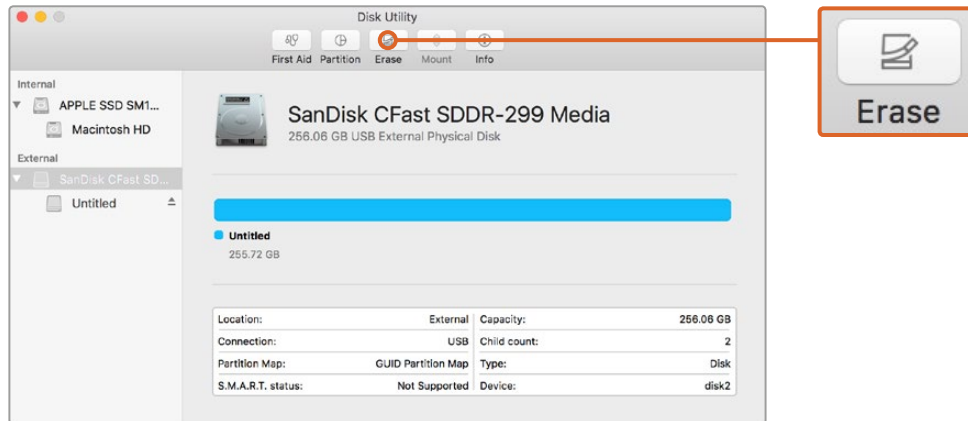 Disk Utility
First Aid Partition Erase Mount Info
Erase
Internal
APPLE SSD SM1...
Macintosh HD
External
SanDisk CFast SD...
Untitled
SanDisk CFast SDDR-299 Media
256.06 GB USB External Physical Disk
Untitled
255.72 GB
Location: External Capacity: 256.06 GB
Connection: USB Child count: 2
Partition Map: GUID Partition Map Type: Disk
S.M.A.R.T. status: Not Supported Device: disk2